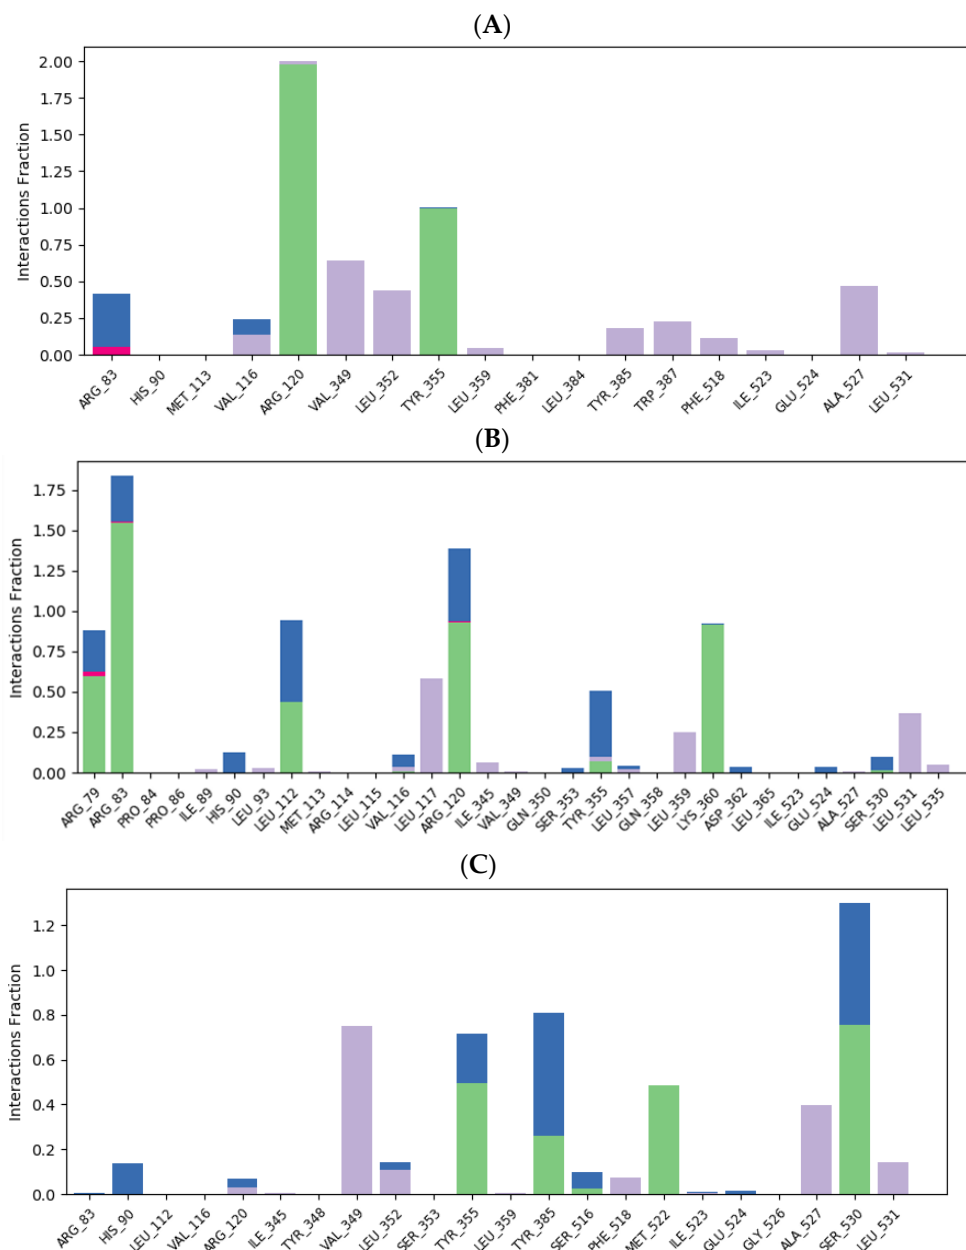 (A)
Interactions Fraction
2.00
1.75
1.50
1.25
1.00
0.75
0.50
0.25
0.00
ARG_83
HIS_90
MET_113
VAL_116
ARG_120
VAL_349
LEU_352
TYR_355
LEU_359
PHE_381
LEU_384
TYR_385
TRP_387
PHE_518
ILE_523
GLU_524
ALA_527
LEU_531
(B)
Interactions Fraction
1.75
1.50
1.25
1.00
0.75
0.50
0.25
0.00
ARG_79
ARG_83
PRO_84
PRO_86
ILE_89
HIS_90
LEU_93
LEU_112
MET_113
ARG_114
LEU_115
VAL_116
LEU_117
ARG_120
ILE_345
VAL_349
GLN_350
SER_353
TYR_355
LEU_357
GLN_358
LEU_359
LYS_360
ASP_362
LEU_365
ILE_523
GLU_524
ALA_527
SER_530
LEU_531
LEU_535
(C)
Interactions Fraction
1.2
1.0
0.8
0.6
0.4
0.2
0.0
ARG_83
HIS_90
LEU_112
VAL_116
ARG_120
ILE_345
TYR_348
VAL_349
LEU_352
SER_353
TYR_355
LEU_359
TYR_385
SER_516
PHE_518
MET_522
ILE_523
GLU_524
GLY_526
ALA_527
SER_530
LEU_531